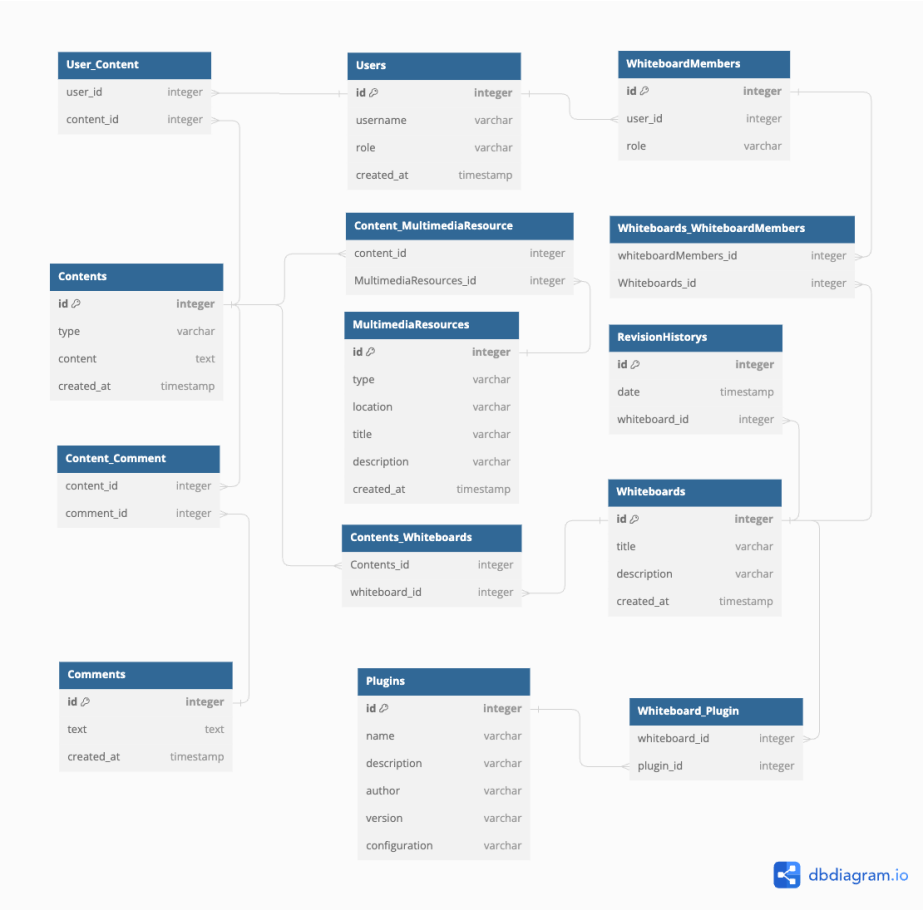 User_Content
user_id integer
content_id integer
Users
id integer
username varchar
role varchar
created_at timestamp
WhiteboardMembers
id integer
user_id integer
role varchar
Content_MultimediaResource
content_id integer
MultimediaResources_id integer
Whiteboards_WhiteboardMembers
whiteboardMembers_id integer
Whiteboards_id integer
Contents
id integer
type varchar
content text
created_at timestamp
MultimediaResources
id integer
type varchar
location varchar
title varchar
description varchar
created_at timestamp
RevisionHistorys
id integer
date timestamp
whiteboard_id integer
Content_Comment
content_id integer
comment_id integer
Whiteboards
id integer
title varchar
description varchar
created_at timestamp
Contents_Whiteboards
Contents_id integer
whiteboard_id integer
Comments
id integer
text text
created_at timestamp
Plugins
id integer
name varchar
description varchar
author varchar
version varchar
configuration varchar
Whiteboard_Plugin
whiteboard_id integer
plugin_id integer
dbdiagram.io